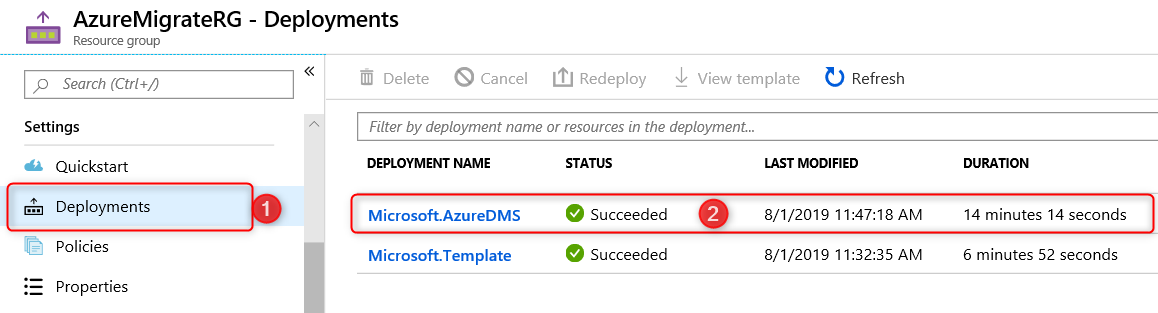 AzureMigrateRG - Deployments
Resource group
Search (Ctrl+/)
«
Delete
Cancel
Redeploy
View template
Refresh
Settings
Quickstart
Deployments
1
Policies
Properties
Filter by deployment name or resources in the deployment...
DEPLOYMENT NAME STATUS LAST MODIFIED DURATION
Microsoft.AzureDMS Succeeded 2 8/1/2019 11:47:18 AM 14 minutes 14 seconds
Microsoft.Template Succeeded 8/1/2019 11:32:35 AM 6 minutes 52 seconds